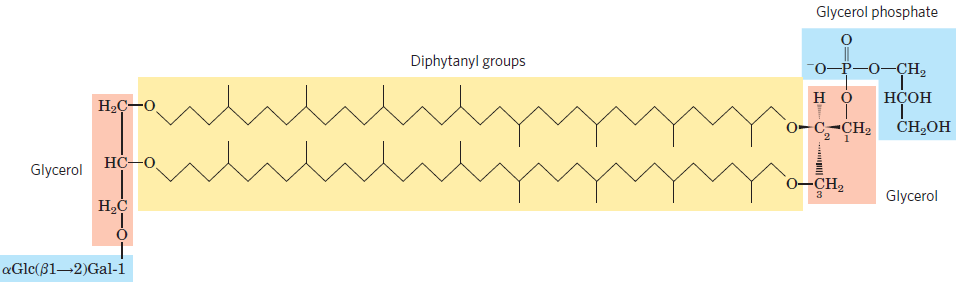 Glycerol phosphate
O
⁻O—P—O—CH₂
Diphytanyl groups
H₂C—O
H O HCOH
O—C—CH₂ CH₂OH
2 1
Glycerol
HC—O
O—CH₂
3
Glycerol
H₂C
O
αGlc(β1→2)Gal-1